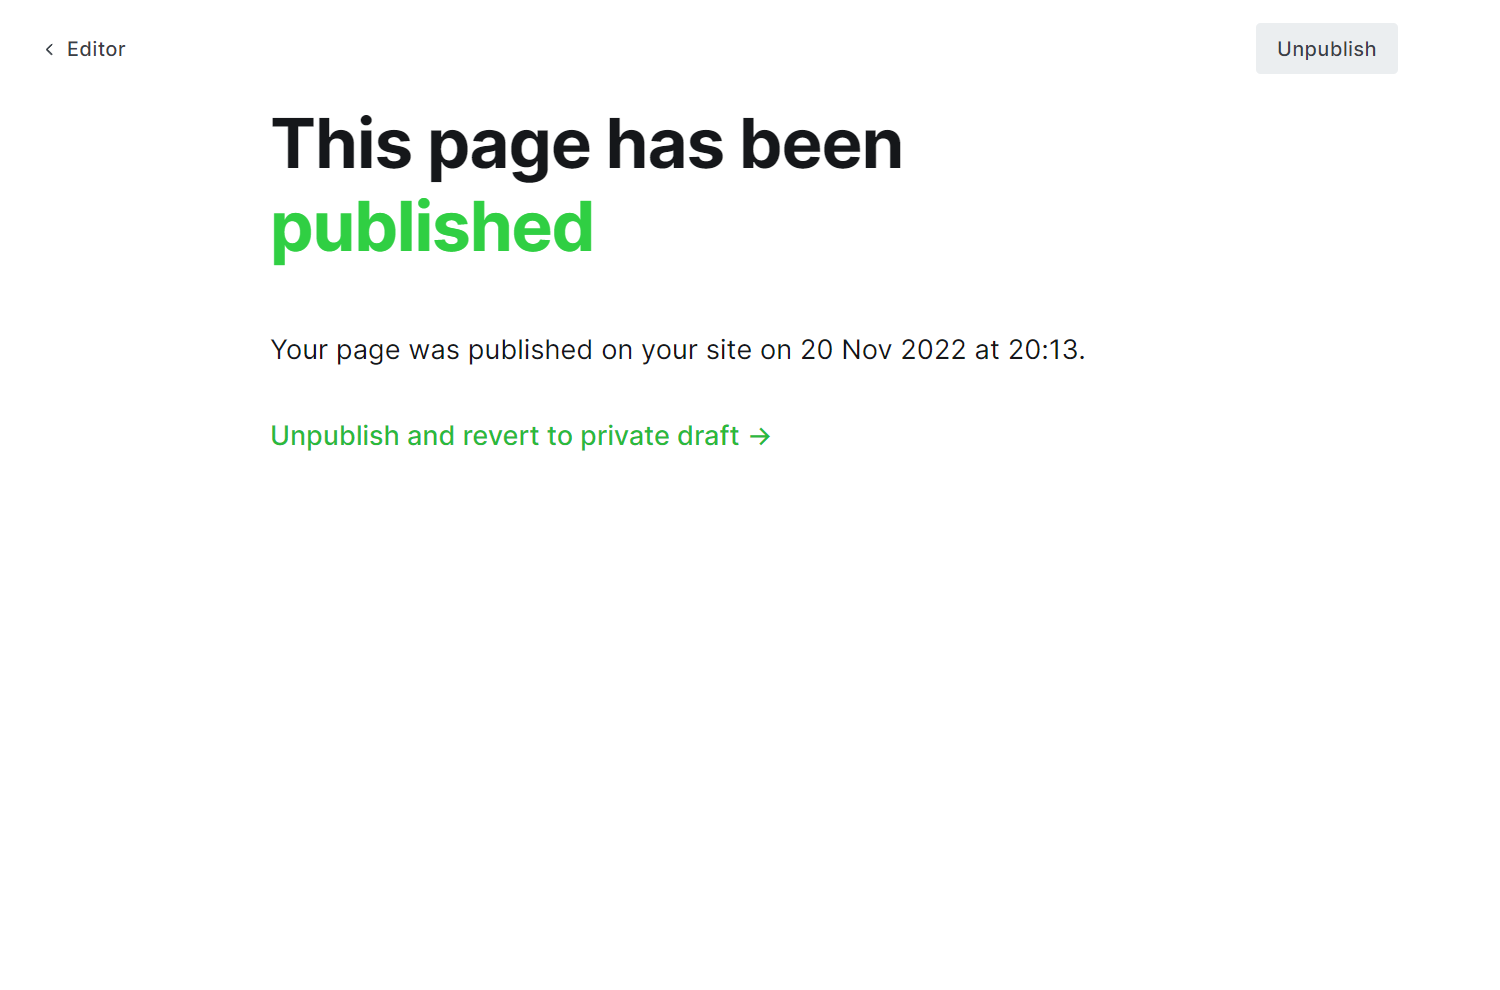 Editor
Unpublish
This page has been
published
Your page was published on your site on 20 Nov 2022 at 20:13.
Unpublish and revert to private draft →